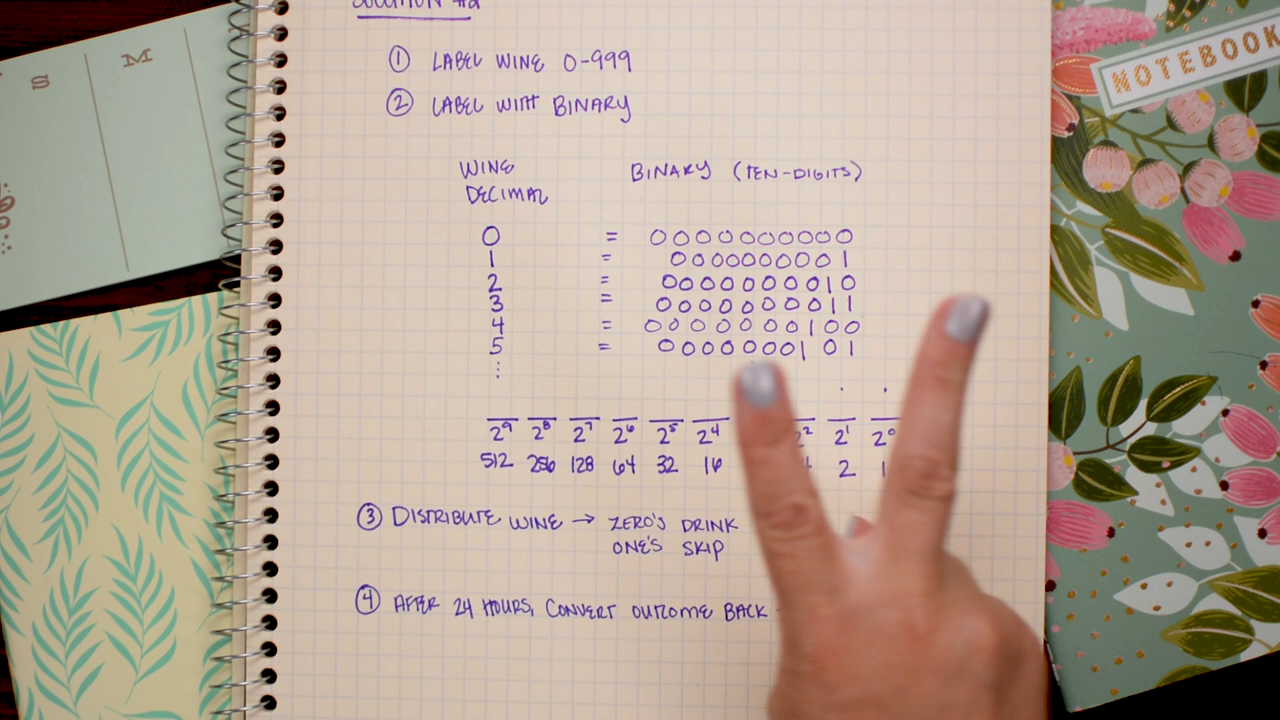 SOLUTION #2
① LABEL WINE 0-999
② LABEL WITH BINARY
WINE DECIMAL BINARY (TEN-DIGITS)
0 = 0000000000
1 = 0000000001
2 = 0000000010
3 = 0000000011
4 = 0000000100
5 = 0000000101
⋮
2⁹ 2⁸ 2⁷ 2⁶ 2⁵ 2⁴ 2² 2¹ 2⁰
512 256 128 64 32 16 2 1
③ DISTRIBUTE WINE → ZERO'S DRINK
ONE'S SKIP
④ AFTER 24 HOURS, CONVERT OUTCOME BACK
S M
NOTEBOOK